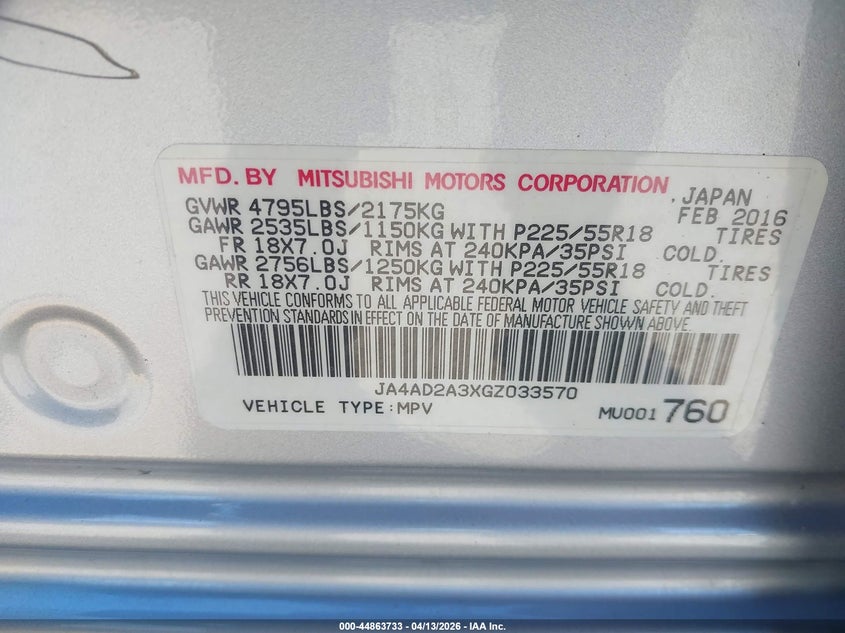 MFD. BY MITSUBISHI MOTORS CORPORATION, JAPAN
GVWR 4795LBS/2175KG FEB 2016
GAWR 2535LBS/1150KG WITH P225/55R18 TIRES
FR 18X7.0J RIMS AT 240KPA/35PSI COLD.
GAWR 2756LBS/1250KG WITH P225/55R18 TIRES
RR 18X7.0J RIMS AT 240KPA/35PSI COLD.
THIS VEHICLE CONFORMS TO ALL APPLICABLE FEDERAL MOTOR VEHICLE SAFETY AND THEFT
PREVENTION STANDARDS IN EFFECT ON THE DATE OF MANUFACTURE SHOWN ABOVE.
JA4AD2A3XGZ033570
VEHICLE TYPE:MPV MU001 760
000-44863733 - 04/13/2026 - IAA Inc.